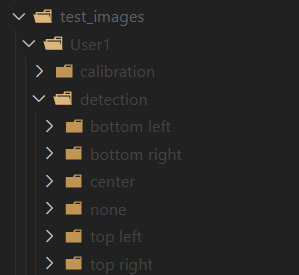 test_images
User1
calibration
detection
bottom left
bottom right
center
none
top left
top right